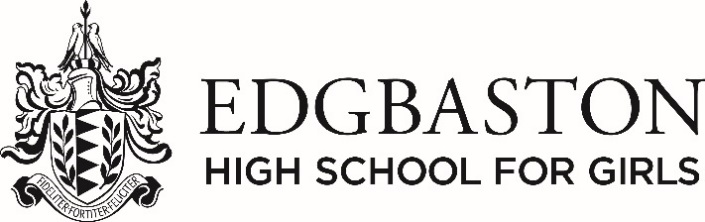 EDGBASTON
HIGH SCHOOL FOR GIRLS
FIDELITER·FORTITER·FELICITER